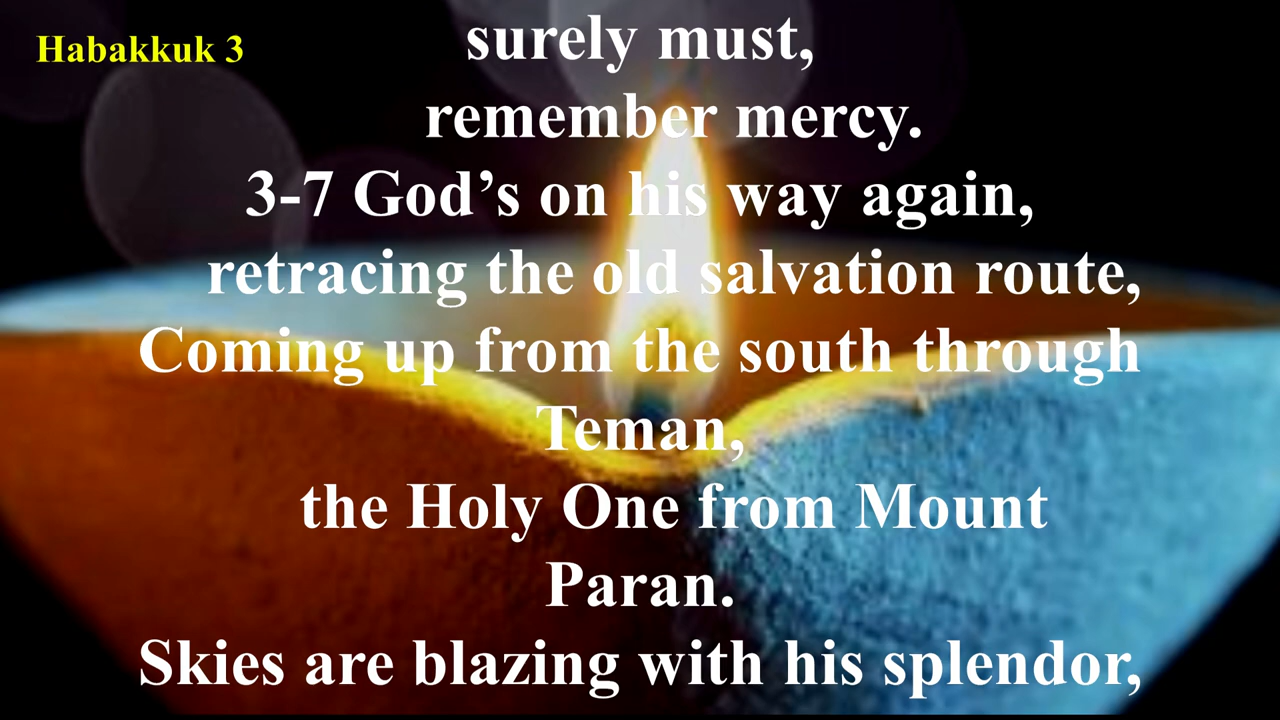 Habakkuk 3
surely must,
remember mercy.
3-7 God’s on his way again,
retracing the old salvation route,
Coming up from the south through
Teman,
the Holy One from Mount
Paran.
Skies are blazing with his splendor,